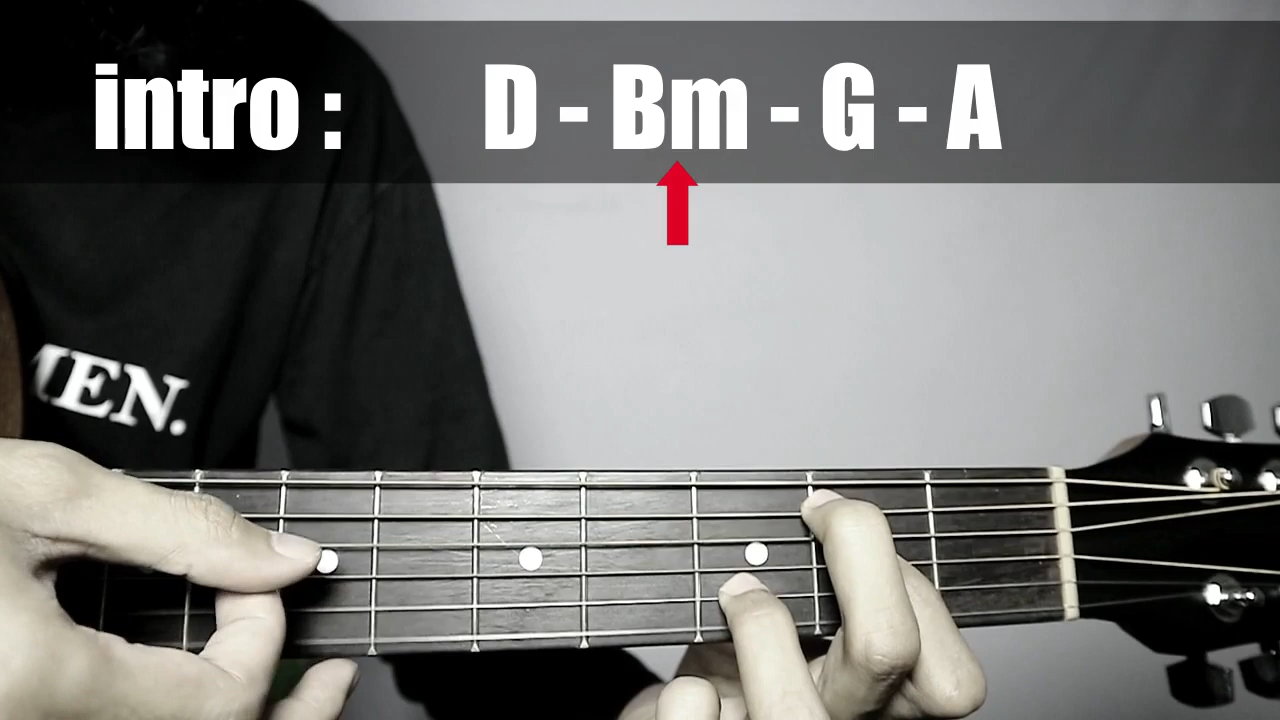 intro : D - Bm - G - A
MEN.